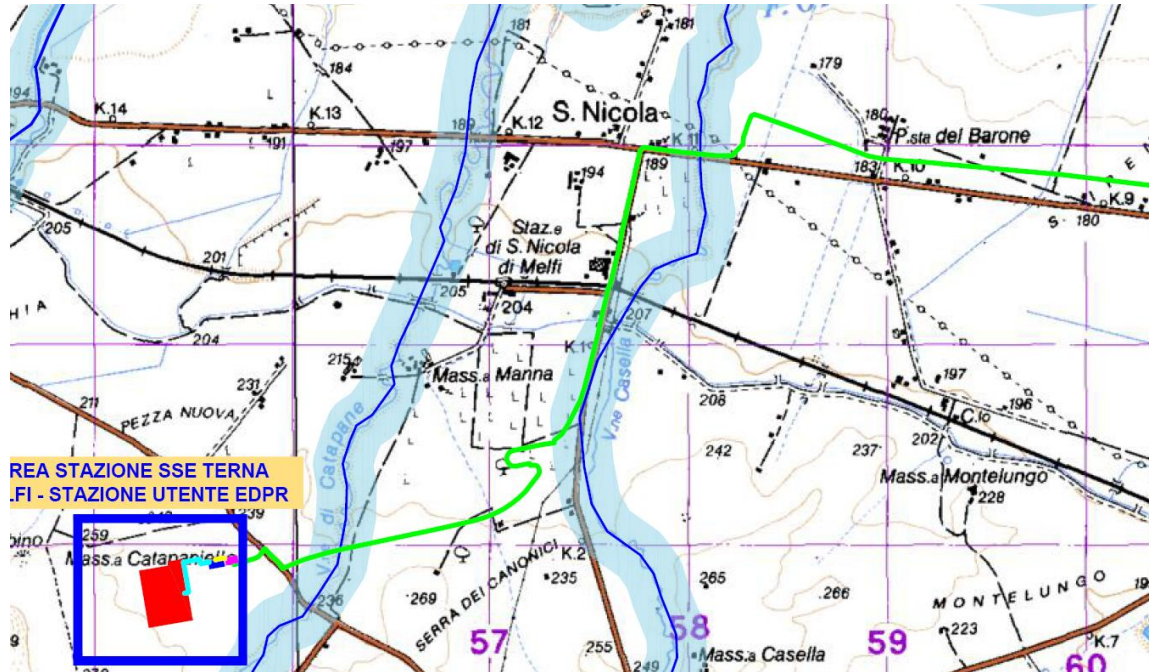 181
181
F. O
179
184
194
K.14
K.13
189
K.12
S. Nicola
K.11
180
P.sta del Barone
191
197
189
183
K.10
194
K.9
180
205
Staz.e
di S. Nicola
di Melfi
201
205
204
207
HIA
204
K.1
V.ne Casella
215
Mass.a Manna
197
231
211
208
196
PEZZA NUOVA
C.lo
202
V.ne di Catapane
242
237
REA STAZIONE SSE TERNA
LFI - STAZIONE UTENTE EDPR
Mass.a Montelungo
228
239
259
pino
Mass.a Catapaniello
K.2
235
265
269
SERRA DEI CANONICI
266
MONTELUNGO
236
57
58
59
223
K.7
255
249
Mass.a Casella
60